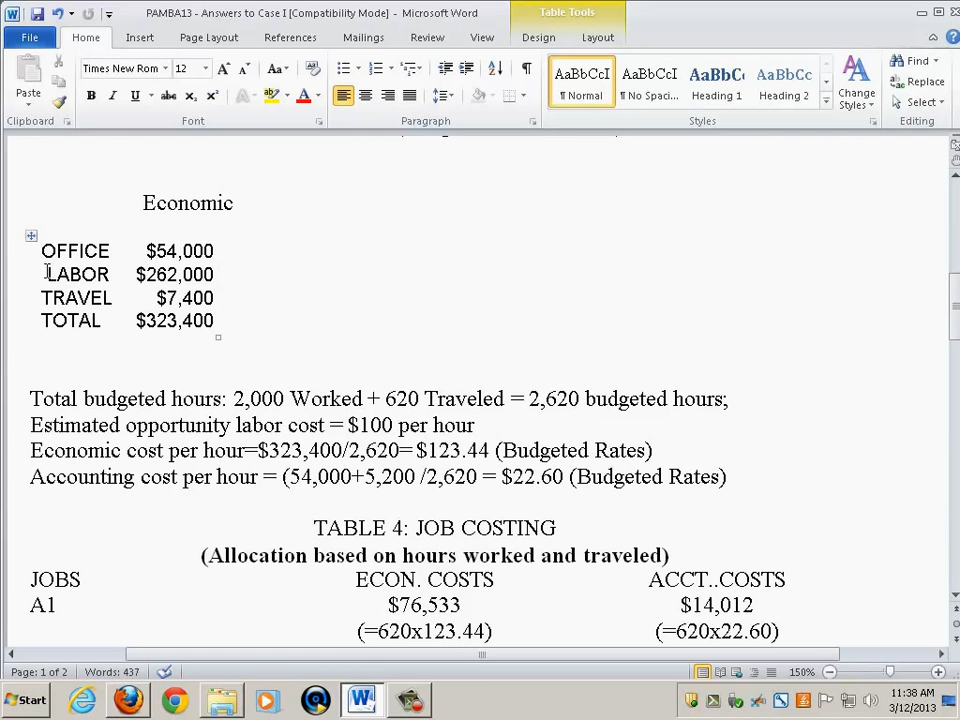 PAMBA13 - Answers to Case I [Compatibility Mode] - Microsoft Word
Table Tools
File Home Insert Page Layout References Mailings Review View Design Layout
Times New Rom 12 Aa AaBbCcI AaBbCcI AaBbCc AaBbCcI Find
Paste B I U abc X₂ X² A A ¶ Normal ¶ No Spaci... Heading 1 Heading 2 Change Styles Replace
Select
Clipboard Font Paragraph Styles Editing
Economic
OFFICE $54,000
LABOR $262,000
TRAVEL $7,400
TOTAL $323,400
Total budgeted hours: 2,000 Worked + 620 Traveled = 2,620 budgeted hours;
Estimated opportunity labor cost = $100 per hour
Economic cost per hour=$323,400/2,620= $123.44 (Budgeted Rates)
Accounting cost per hour = (54,000+5,200 /2,620 = $22.60 (Budgeted Rates)
TABLE 4: JOB COSTING
(Allocation based on hours worked and traveled)
JOBS ECON. COSTS ACCT..COSTS
A1 $76,533 $14,012
(=620x123.44) (=620x22.60)
Page: 1 of 2 Words: 437 150%
Start 11:38 AM
3/12/2013